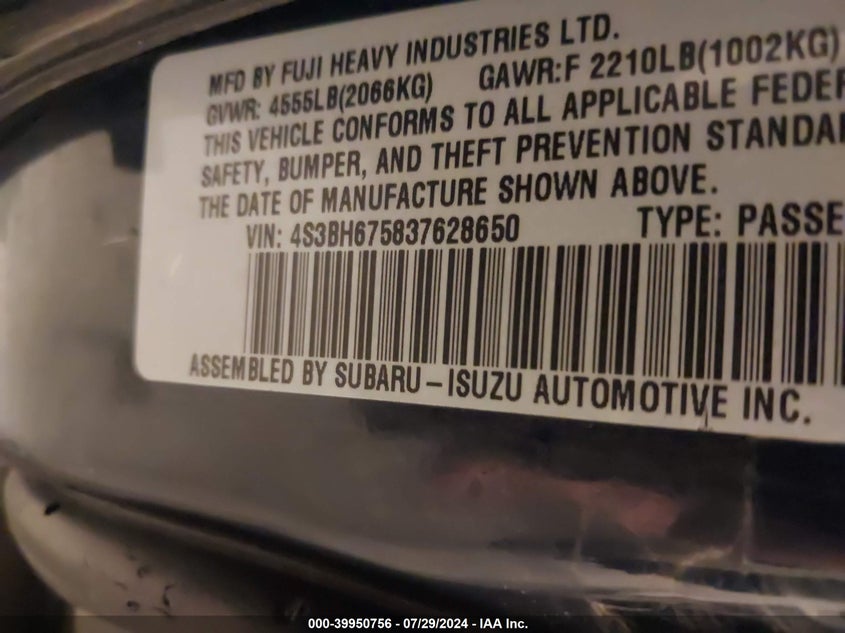 MFD BY FUJI HEAVY INDUSTRIES LTD.
GVWR: 4555LB(2066KG) GAWR:F 2210LB(1002KG)
THIS VEHICLE CONFORMS TO ALL APPLICABLE FEDER
SAFETY, BUMPER, AND THEFT PREVENTION STANDAR
THE DATE OF MANUFACTURE SHOWN ABOVE.
VIN: 4S3BH675837628650 TYPE: PASSE
ASSEMBLED BY SUBARU-ISUZU AUTOMOTIVE INC.
000-39950756 - 07/29/2024 - IAA Inc.